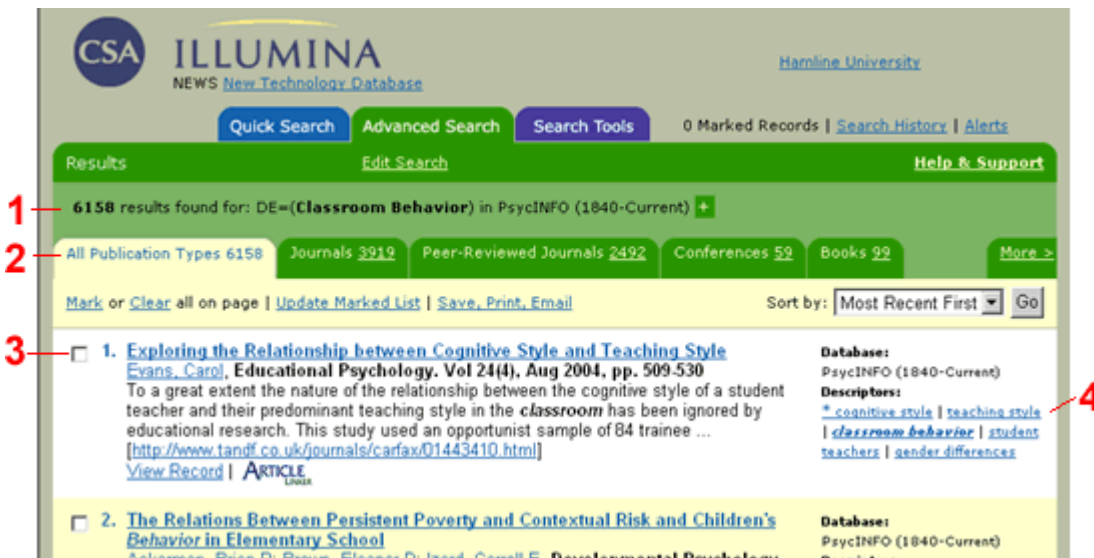 CSA ILLUMINA
Hamline University
NEWS New Technology Database
Quick Search Advanced Search Search Tools 0 Marked Records | Search History | Alerts
Results Edit Search Help & Support
1 6158 results found for: DE=(Classroom Behavior) in PsycINFO (1840-Current) +
2 All Publication Types 6158 Journals 3919 Peer-Reviewed Journals 2492 Conferences 59 Books 99 More >
Mark or Clear all on page | Update Marked List | Save, Print, Email Sort by: Most Recent First Go
3 1. Exploring the Relationship between Cognitive Style and Teaching Style
Evans, Carol, Educational Psychology. Vol 24(4), Aug 2004, pp. 509-530
To a great extent the nature of the relationship between the cognitive style of a student
teacher and their predominant teaching style in the classroom has been ignored by
educational research. This study used an opportunist sample of 84 trainee ...
[http://www.tandf.co.uk/journals/carfax/01443410.html]
View Record | ARTICLE LINKER
Database:
PsycINFO (1840-Current)
Descriptors:
* cognitive style | teaching style 4
| classroom behavior | student
teachers | gender differences
2. The Relations Between Persistent Poverty and Contextual Risk and Children's
Behavior in Elementary School
Ackerman, Brian P; Brown, Eleanor D; Izard, Carroll E, Developmental Psychology
Database:
PsycINFO (1840-Current)